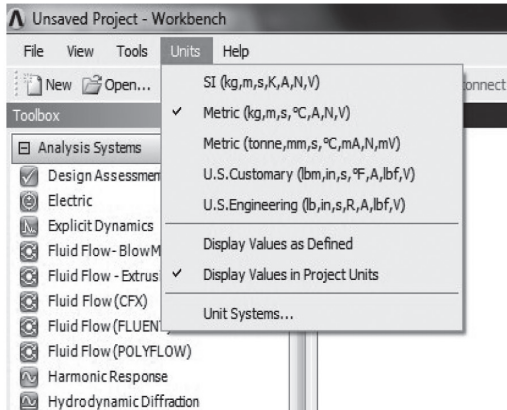 Unsaved Project - Workbench
File View Tools Units Help
New Open...
onnect
Toolbox
Analysis Systems
Design Assessmen
Electric
Explicit Dynamics
Fluid Flow- BlowM
Fluid Flow - Extrus
Fluid Flow (CFX)
Fluid Flow (FLUENT
Fluid Flow (POLYFLOW)
Harmonic Response
Hydrodynamic Diffraction
SI (kg,m,s,K,A,N,V)
Metric (kg,m,s,°C,A,N,V)
Metric (tonne,mm,s,°C,mA,N,mV)
U.S.Customary (lbm,in,s,°F,A,lbf,V)
U.S.Engineering (lb,in,s,R,A,lbf,V)
Display Values as Defined
Display Values in Project Units
Unit Systems...